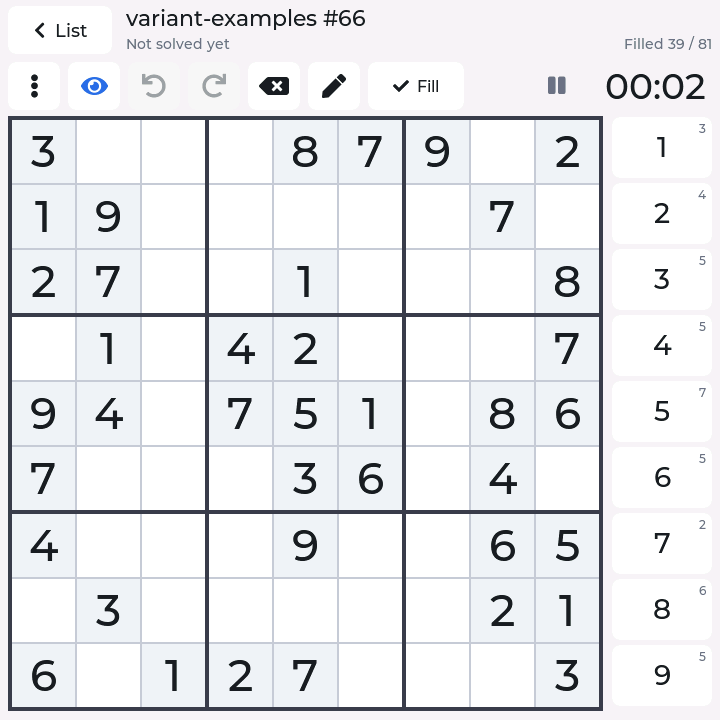 List
variant-examples #66
Not solved yet
Filled 39 / 81
Fill
00:02
3 8 7 9 2
1 9 7
2 7 1 8
1 4 2 7
9 4 7 5 1 8 6
7 3 6 4
4 9 6 5
3 2 1
6 1 2 7 3
1 3
2 4
3 5
4 5
5 7
6 5
7 2
8 6
9 5